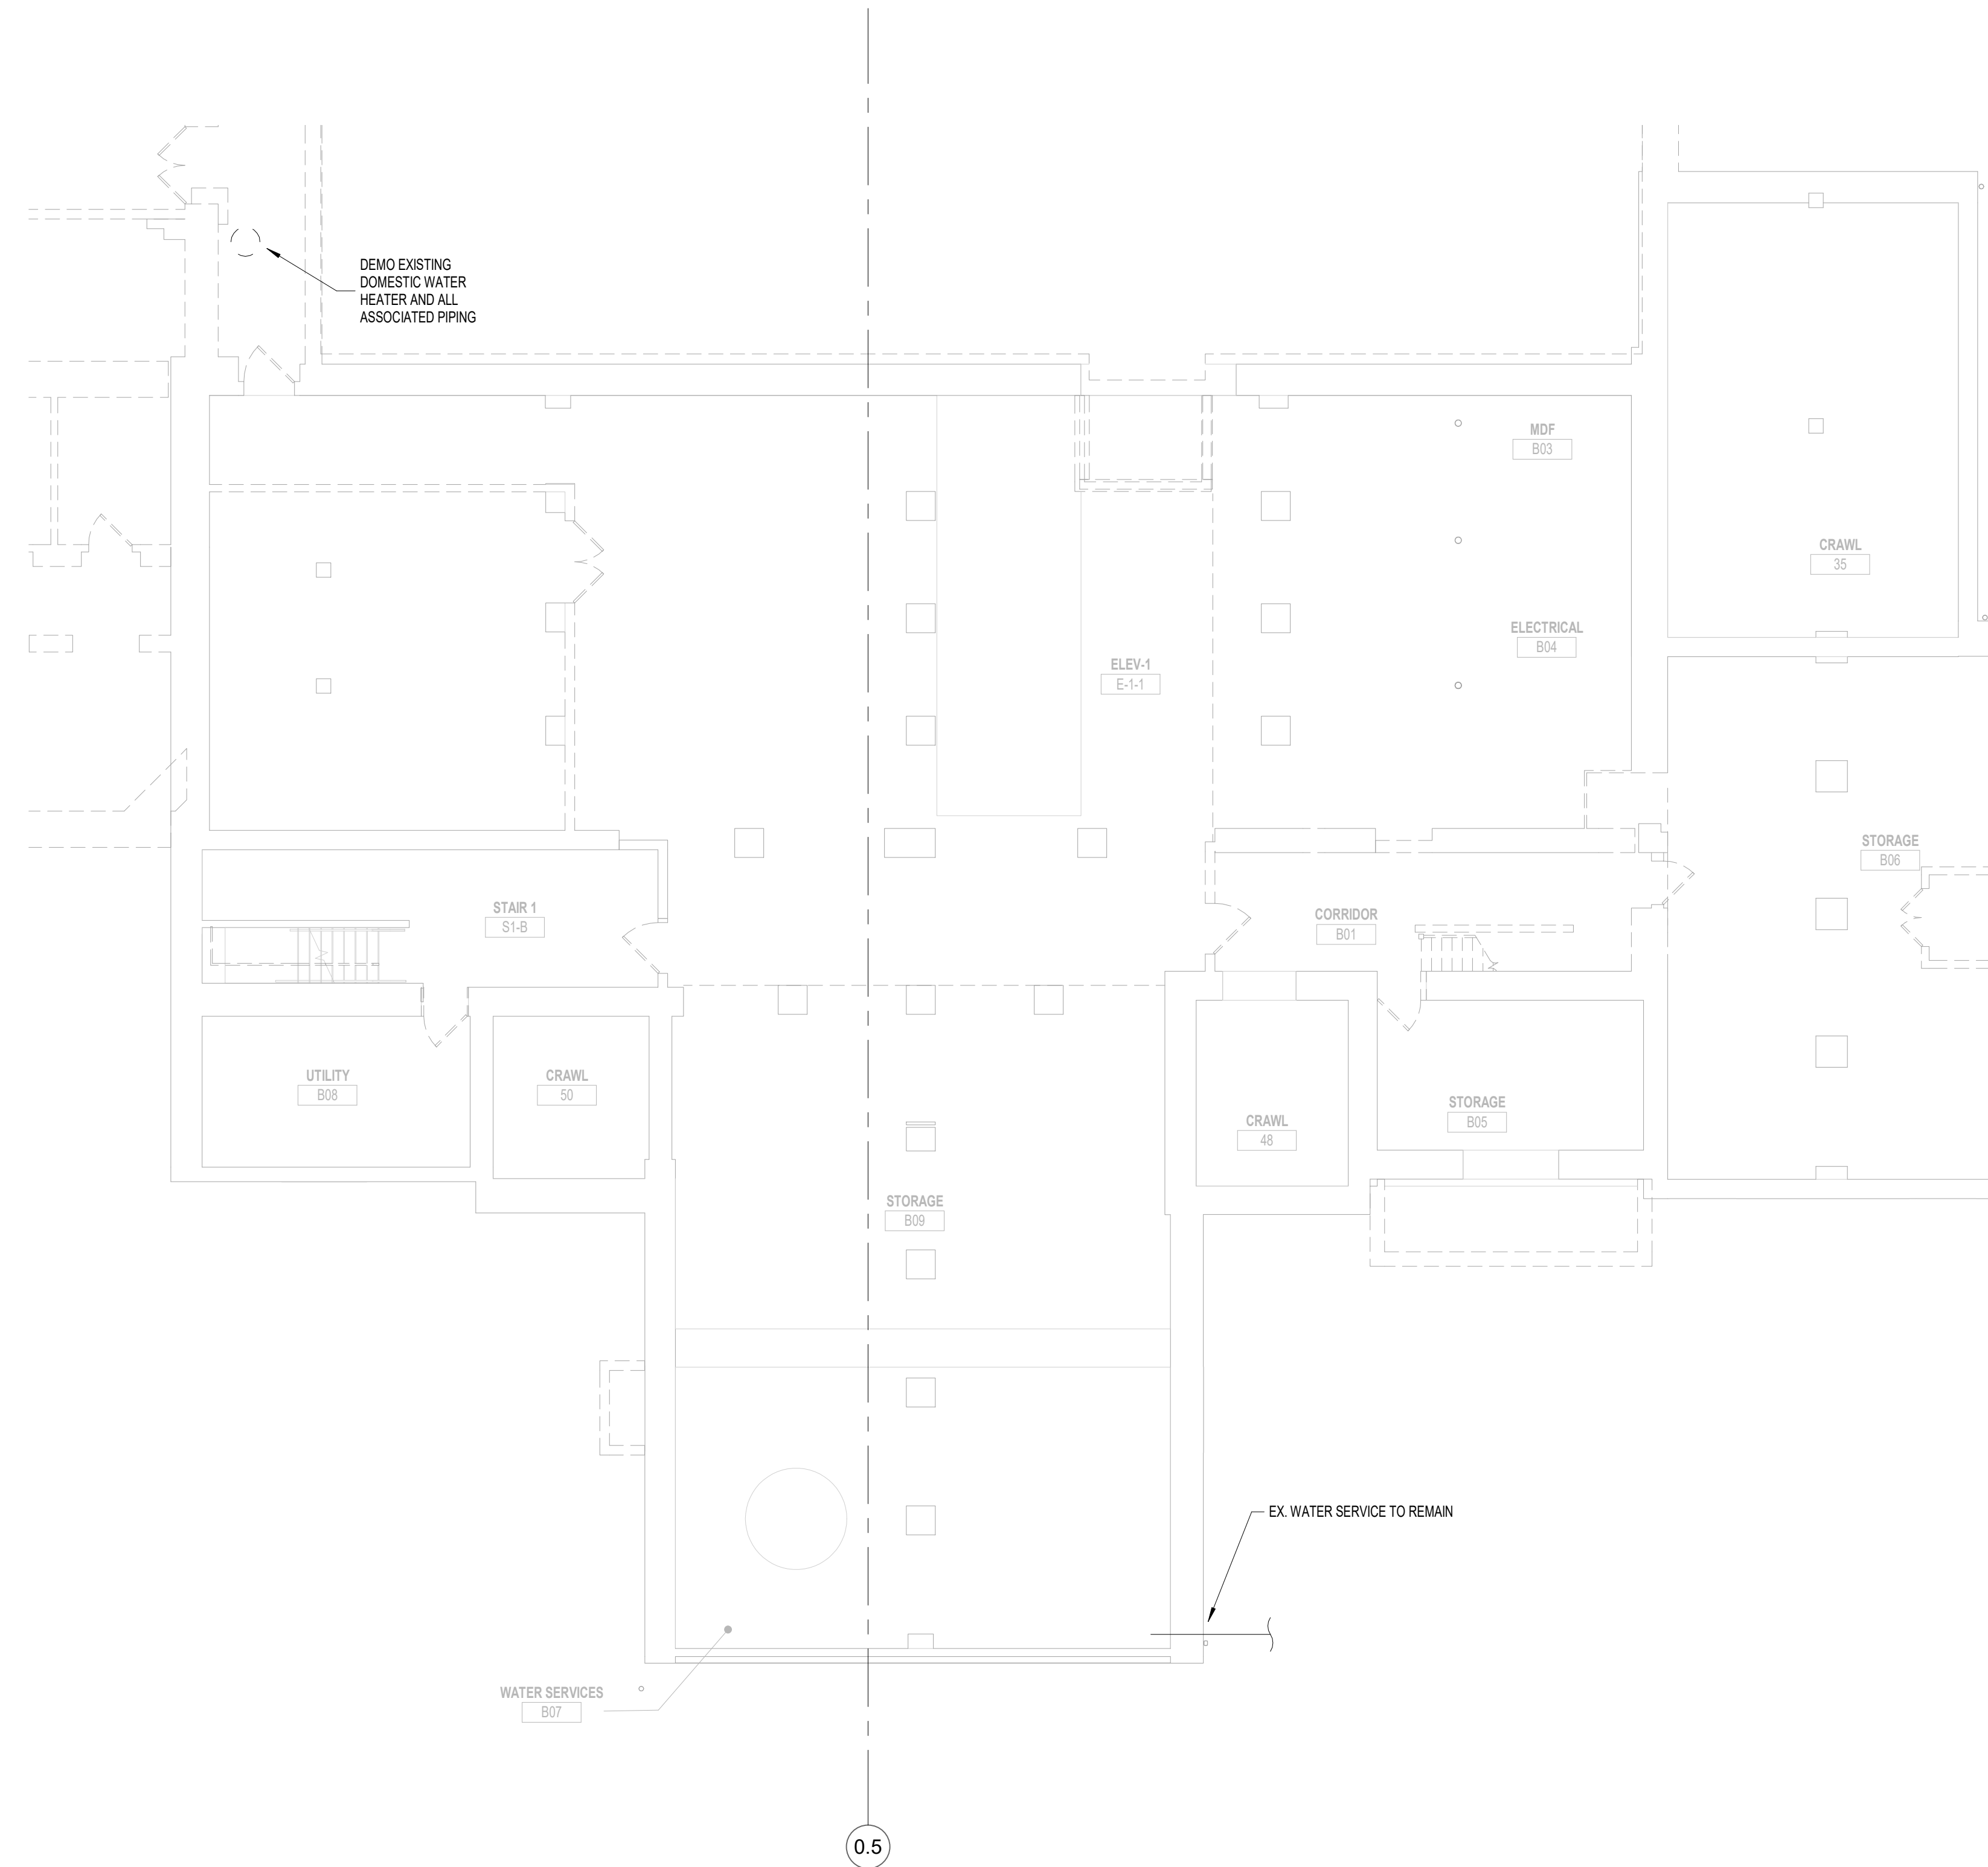 DEMO EXISTING
DOMESTIC WATER
HEATER AND ALL
ASSOCIATED PIPING
MDF
B03
CRAWL
35
ELECTRICAL
B04
ELEV-1
E-1-1
STORAGE
B06
STAIR 1
S1-B
CORRIDOR
B01
UTILITY
B08
CRAWL
50
CRAWL
48
STORAGE
B05
STORAGE
B09
EX. WATER SERVICE TO REMAIN
WATER SERVICES
B07
0.5